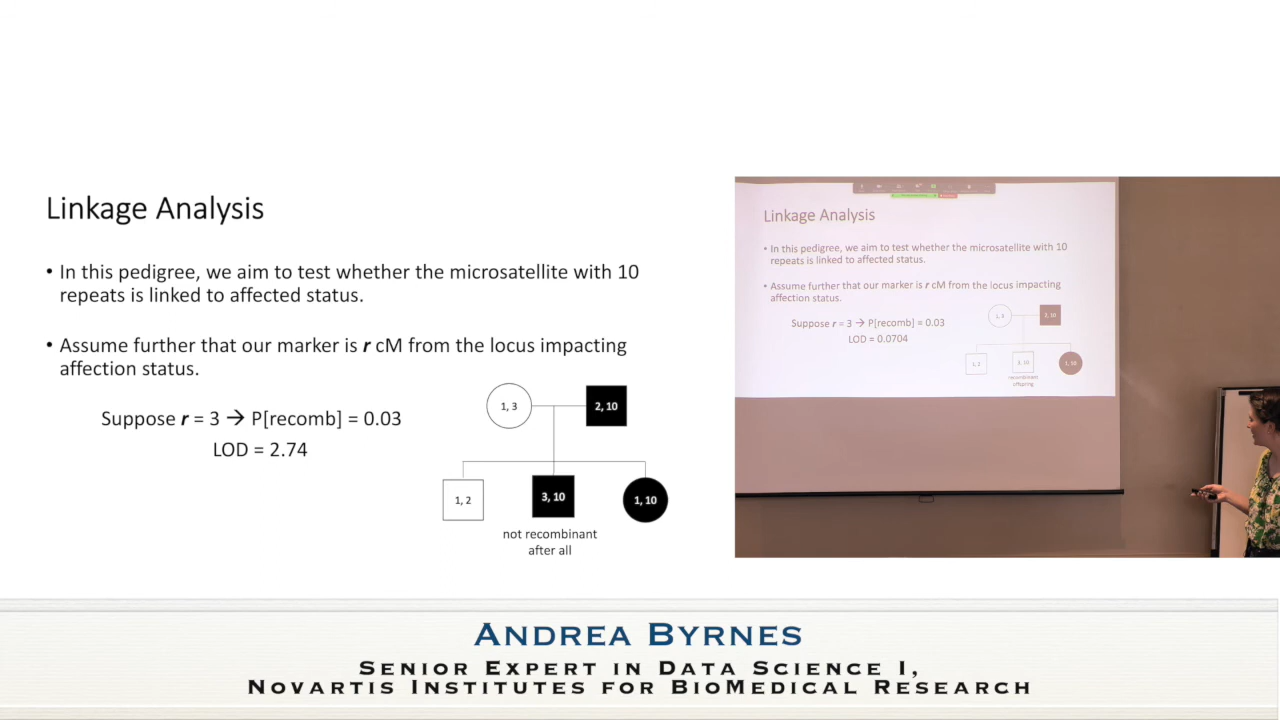 Linkage Analysis
• In this pedigree, we aim to test whether the microsatellite with 10
repeats is linked to affected status.
• Assume further that our marker is r cM from the locus impacting
affection status.
Suppose r = 3 → P[recomb] = 0.03
LOD = 2.74
1, 3
2, 10
1, 2
3, 10
1, 10
not recombinant
after all
Linkage Analysis
• In this pedigree, we aim to test whether the microsatellite with 10
repeats is linked to affected status.
• Assume further that our marker is r cM from the locus impacting
affection status.
Suppose r = 3 → P[recomb] = 0.03
LOD = 0.0704
1, 3
2, 10
1, 2
3, 10
1, 10
recombinant
offspring
ANDREA BYRNES
SENIOR EXPERT IN DATA SCIENCE I,
NOVARTIS INSTITUTES FOR BIOMEDICAL RESEARCH